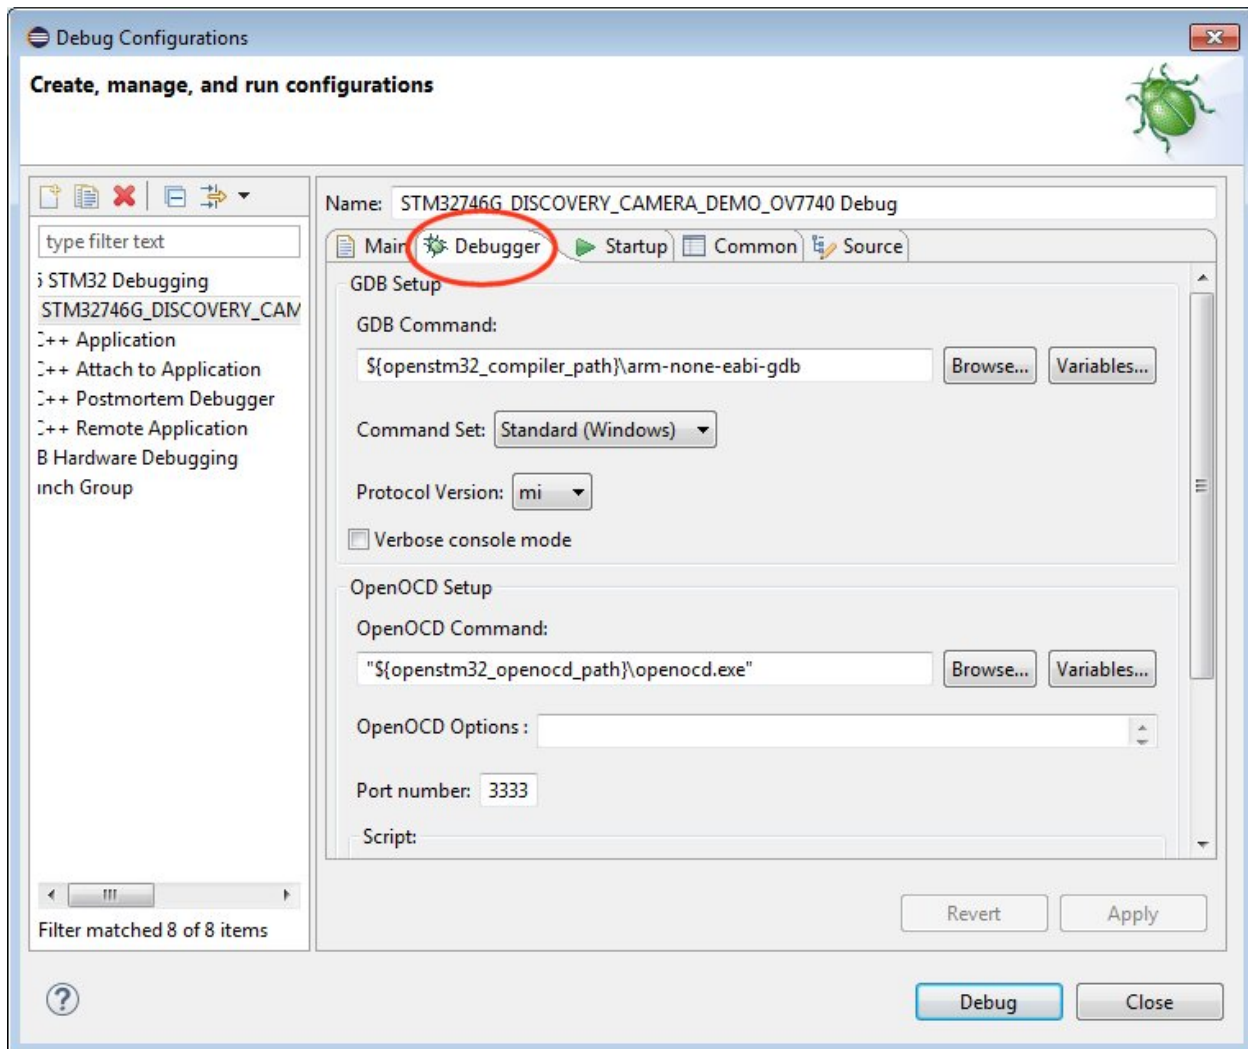 Debug Configurations
Create, manage, and run configurations
type filter text
STM32 Debugging
STM32746G_DISCOVERY_CAM
C++ Application
C++ Attach to Application
C++ Postmortem Debugger
C++ Remote Application
B Hardware Debugging
unch Group
Filter matched 8 of 8 items
Name: STM32746G_DISCOVERY_CAMERA_DEMO_OV7740 Debug
Main Debugger Startup Common Source
GDB Setup
GDB Command:
${openstm32_compiler_path}\arm-none-eabi-gdb Browse... Variables...
Command Set: Standard (Windows)
Protocol Version: mi
Verbose console mode
OpenOCD Setup
OpenOCD Command:
"${openstm32_openocd_path}\openocd.exe" Browse... Variables...
OpenOCD Options :
Port number: 3333
Script:
Revert Apply
Debug Close